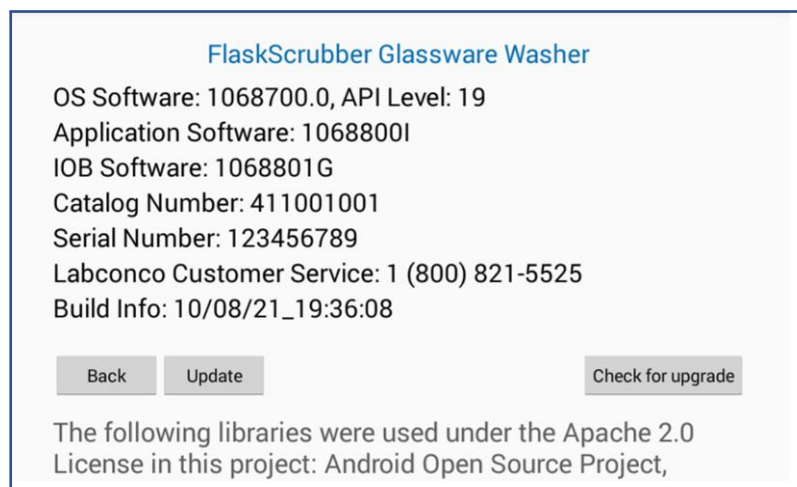 FlaskScrubber Glassware Washer
OS Software: 1068700.0, API Level: 19
Application Software: 1068800I
IOB Software: 1068801G
Catalog Number: 411001001
Serial Number: 123456789
Labconco Customer Service: 1 (800) 821-5525
Build Info: 10/08/21_19:36:08
Back Update Check for upgrade
The following libraries were used under the Apache 2.0
License in this project: Android Open Source Project,